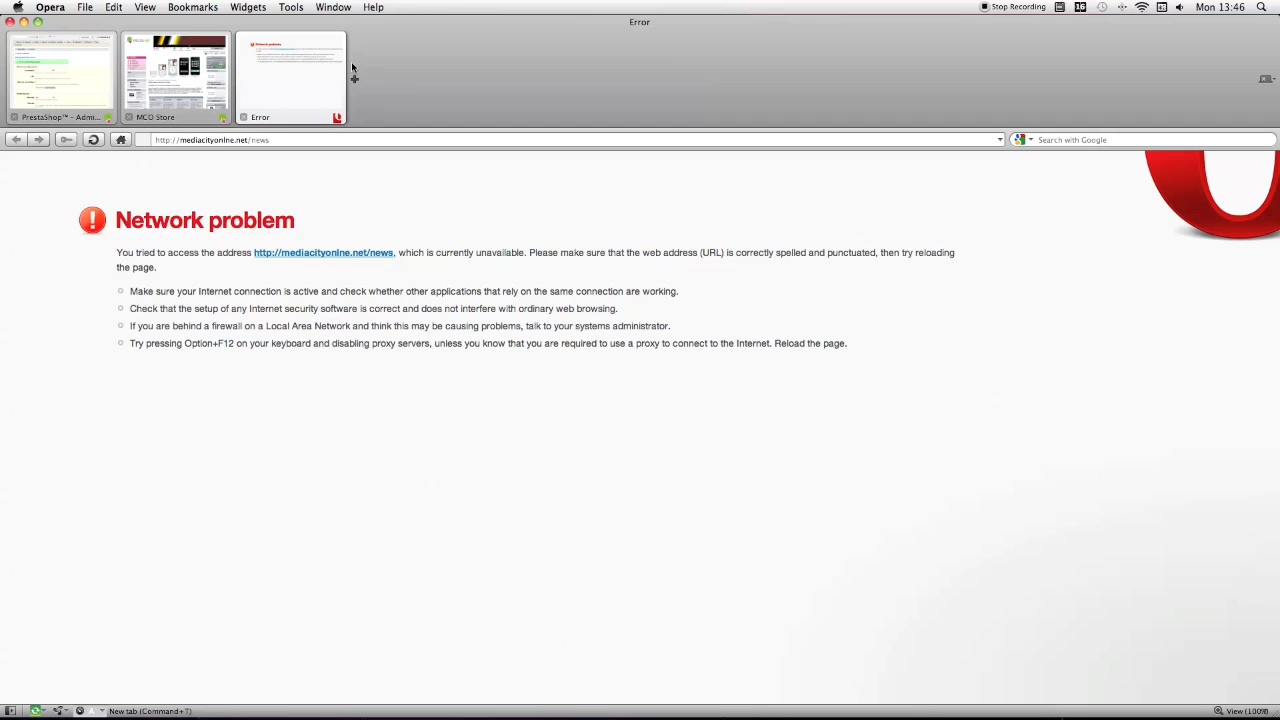 Opera File Edit View Bookmarks Widgets Tools Window Help Stop Recording 16 Mon 15:26
Error
PrestaShop™ - Admi... MCO Store Error
http://mediacityonlne.net/news Search with Google
Network problem
You tried to access the address http://mediacityonlne.net/news, which is currently unavailable. Please make sure that the web address (URL) is correctly spelled and punctuated, then try reloading
the page.
Make sure your Internet connection is active and check whether other applications that rely on the same connection are working.
Check that the setup of any Internet security software is correct and does not interfere with ordinary web browsing.
If you are behind a firewall on a Local Area Network and think this may be causing problems, talk to your systems administrator.
Try pressing Option+F12 on your keyboard and disabling proxy servers, unless you know that you are required to use a proxy to connect to the Internet. Reload the page.
New tab (Command+T) View (100%)